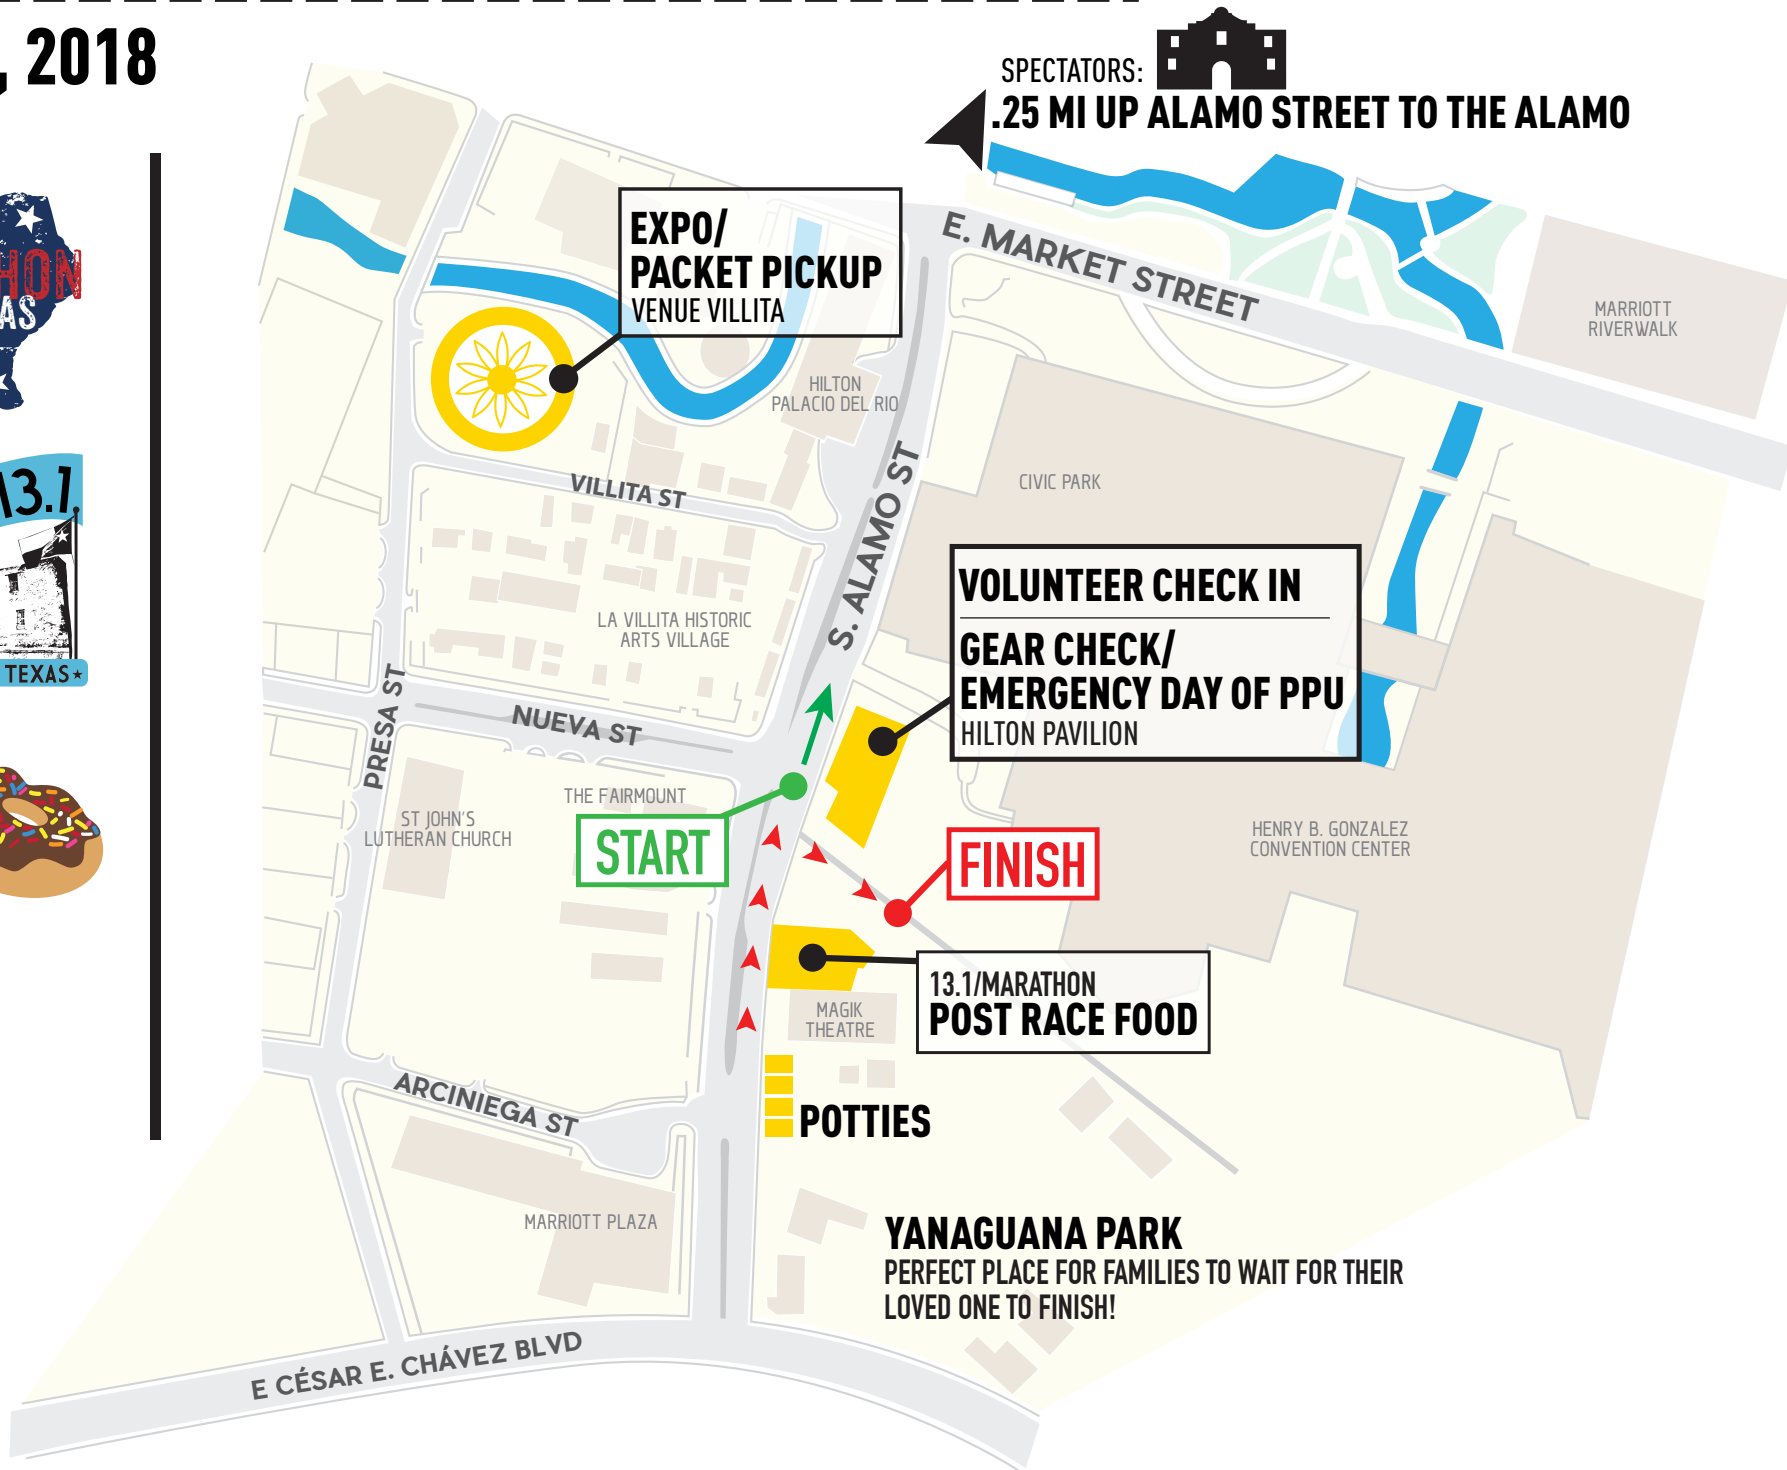 , 2018
SPECTATORS:
.25 MI UP ALAMO STREET TO THE ALAMO
HON
AS
13.1
TEXAS
EXPO/
PACKET PICKUP
VENUE VILLITA
E. MARKET STREET
MARRIOTT
RIVERWALK
HILTON
PALACIO DEL RIO
CIVIC PARK
VILLITA ST
S. ALAMO ST
LA VILLITA HISTORIC
ARTS VILLAGE
VOLUNTEER CHECK IN
GEAR CHECK/
EMERGENCY DAY OF PPU
HILTON PAVILION
PRESA ST
NUEVA ST
THE FAIRMOUNT
ST JOHN'S
LUTHERAN CHURCH
START
FINISH
HENRY B. GONZALEZ
CONVENTION CENTER
13.1/MARATHON
POST RACE FOOD
MAGIK
THEATRE
ARCINIEGA ST
POTTIES
MARRIOTT PLAZA
YANAGUANA PARK
PERFECT PLACE FOR FAMILIES TO WAIT FOR THEIR
LOVED ONE TO FINISH!
E CÉSAR E. CHÁVEZ BLVD